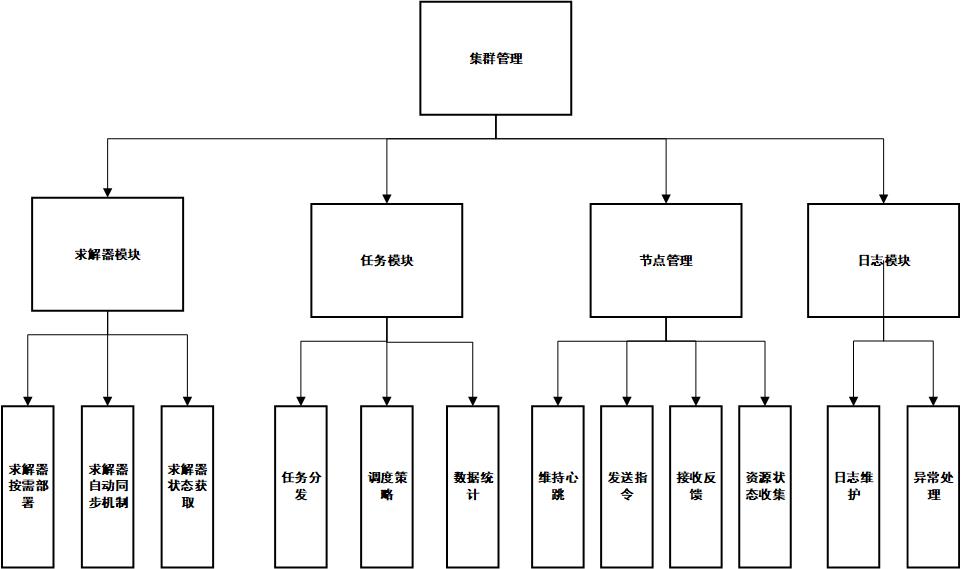 集群管理
求解器模块
任务模块
节点管理
日志模块
求解器
按需部
署
求解器
自动同
步机制
求解器
状态获
取
任务分
发
调度策
略
数据统
计
维持心
跳
发送指
令
接收反
馈
资源状
态收集
日志维
护
异常处
理